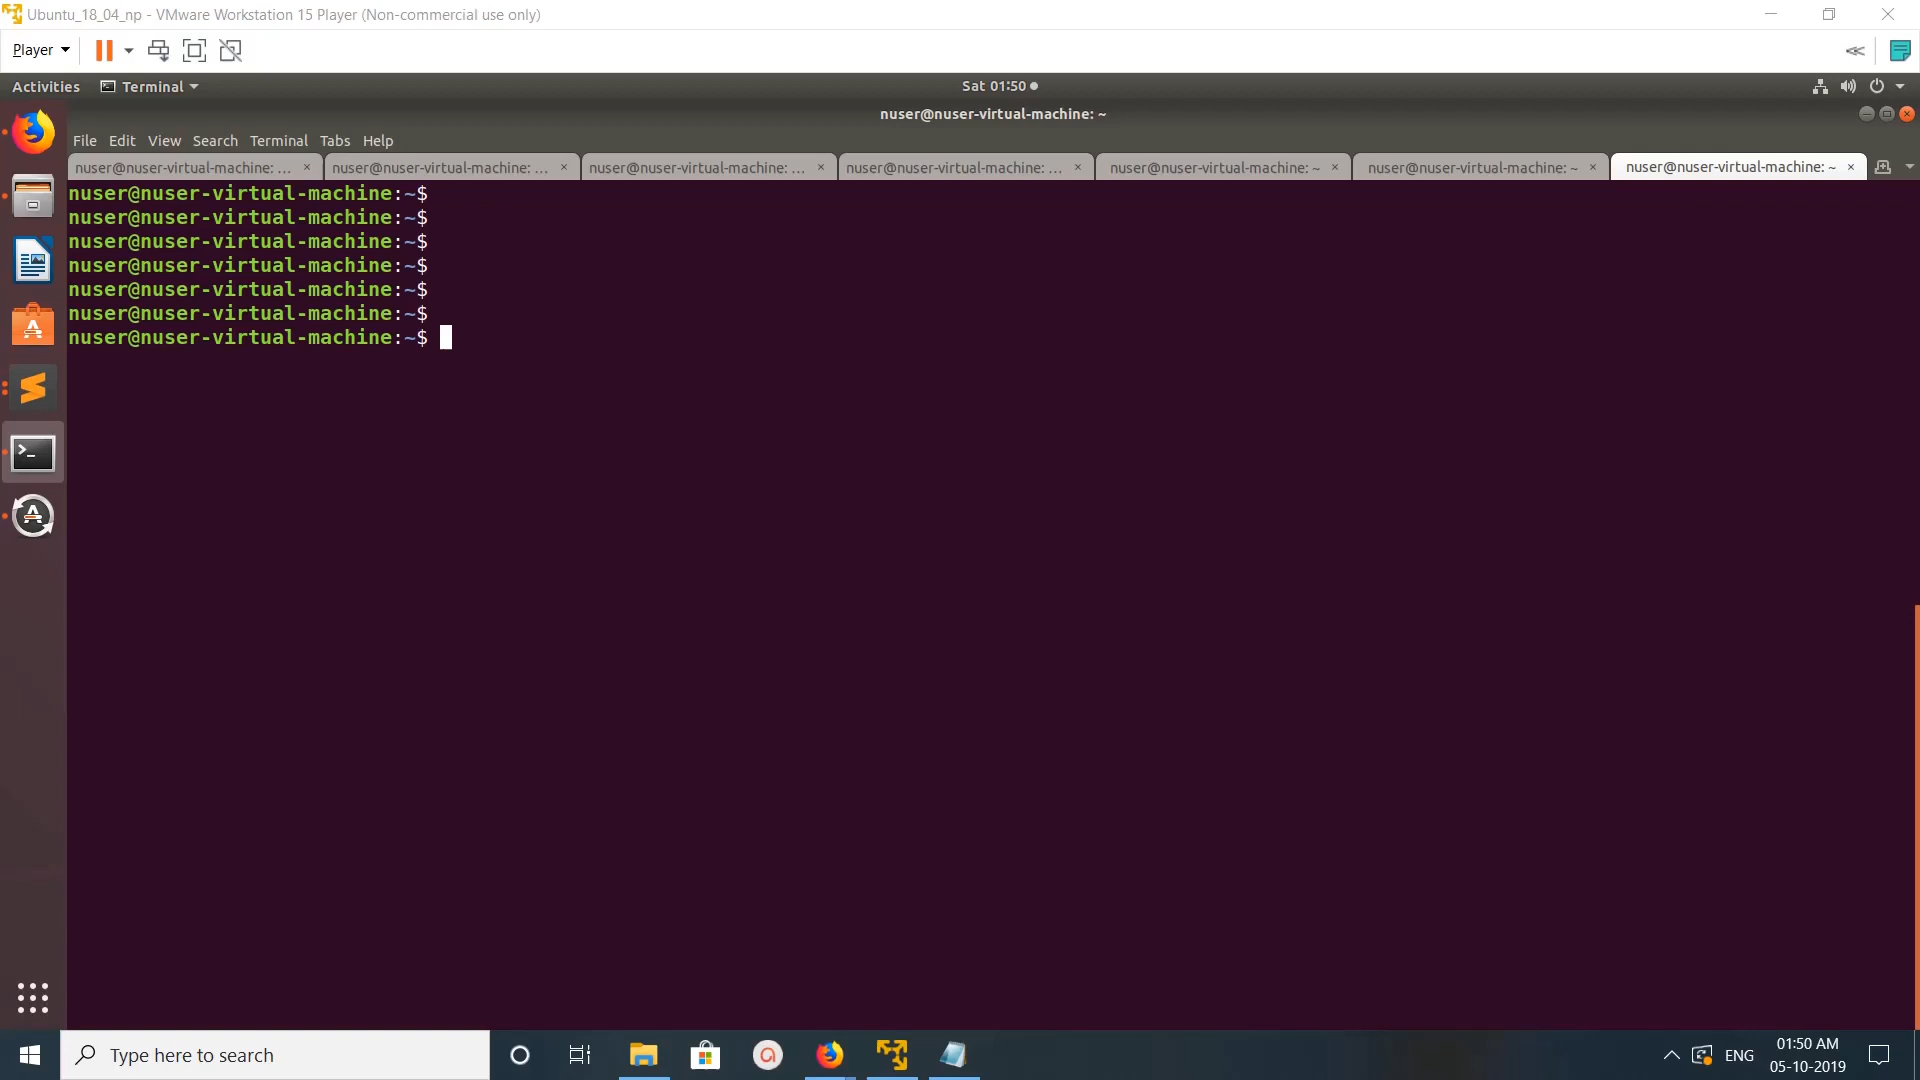 Ubuntu_18_04_np - VMware Workstation 15 Player (Non-commercial use only)
Player
Activities
Terminal
Sat 01:50
nuser@nuser-virtual-machine: ~
File Edit View Search Terminal Tabs Help
nuser@nuser-virtual-machine: ... × nuser@nuser-virtual-machine: ... × nuser@nuser-virtual-machine: ... × nuser@nuser-virtual-machine: ... × nuser@nuser-virtual-machine: ~ × nuser@nuser-virtual-machine: ~ × nuser@nuser-virtual-machine: ~ ×
nuser@nuser-virtual-machine:~$
nuser@nuser-virtual-machine:~$
nuser@nuser-virtual-machine:~$
nuser@nuser-virtual-machine:~$
nuser@nuser-virtual-machine:~$
nuser@nuser-virtual-machine:~$
nuser@nuser-virtual-machine:~$
Type here to search
ENG
01:50 AM
05-10-2019